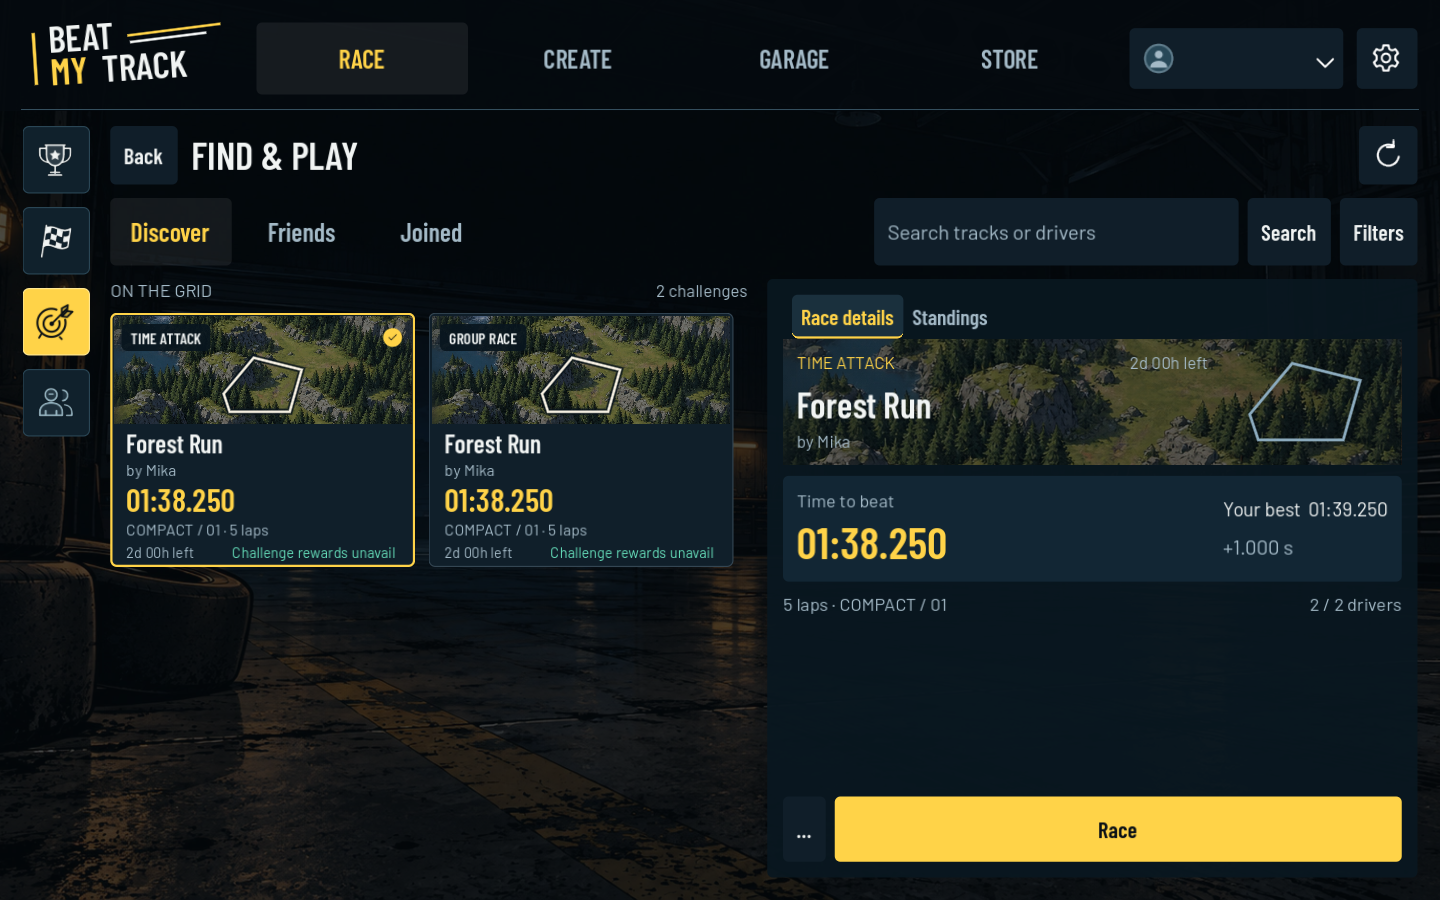 BEAT
MY TRACK
RACE
CREATE
GARAGE
STORE
Back
FIND & PLAY
Discover
Friends
Joined
Search tracks or drivers
Search
Filters
ON THE GRID
2 challenges
TIME ATTACK
Forest Run
by Mika
01:38.250
COMPACT / 01 · 5 laps
2d 00h left
Challenge rewards unavail
GROUP RACE
Forest Run
by Mika
01:38.250
COMPACT / 01 · 5 laps
2d 00h left
Challenge rewards unavail
Race details
Standings
TIME ATTACK
2d 00h left
Forest Run
by Mika
Time to beat
01:38.250
Your best 01:39.250
+1.000 s
5 laps · COMPACT / 01
2 / 2 drivers
...
Race